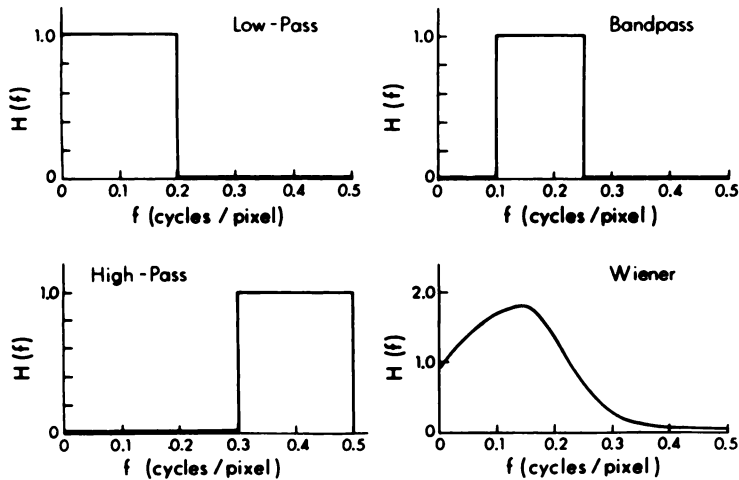 Low-Pass
1.0
H (f)
0
0 0.1 0.2 0.3 0.4 0.5
f (cycles/pixel)
Bandpass
1.0
H (f)
0
0 0.1 0.2 0.3 0.4 0.5
f (cycles/pixel)
High-Pass
1.0
H (f)
0
0 0.1 0.2 0.3 0.4 0.5
f (cycles/pixel)
Wiener
2.0
1.0
H (f)
0
0 0.1 0.2 0.3 0.4 0.5
f (cycles/pixel)